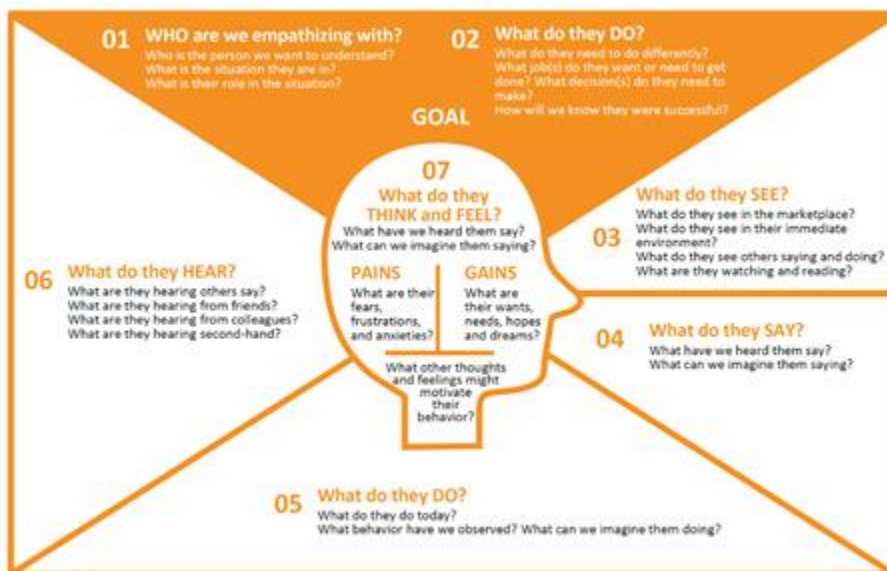 01 WHO are we empathizing with?
Who is the person we want to understand?
What is the situation they are in?
What is their role in the situation?
02 What do they DO?
What do they need to do differently?
What job(s) do they want or need to get
done? What decision(s) do they need to
make?
How will we know they were successful?
GOAL
03 What do they SEE?
What do they see in the marketplace?
What do they see in their immediate
environment?
What do they see others saying and doing?
What are they watching and reading?
04 What do they SAY?
What have we heard them say?
What can we imagine them saying?
05 What do they DO?
What do they do today?
What behavior have we observed? What can we imagine them doing?
06 What do they HEAR?
What are they hearing others say?
What are they hearing from friends?
What are they hearing from colleagues?
What are they hearing second-hand?
07
What do they
THINK and FEEL?
What have we heard them say?
What can we imagine them saying?
PAINS
What are their
fears,
frustrations,
and anxieties?
GAINS
What are
their wants,
needs, hopes
and dreams?
What other thoughts
and feelings might
motivate
their
behavior?